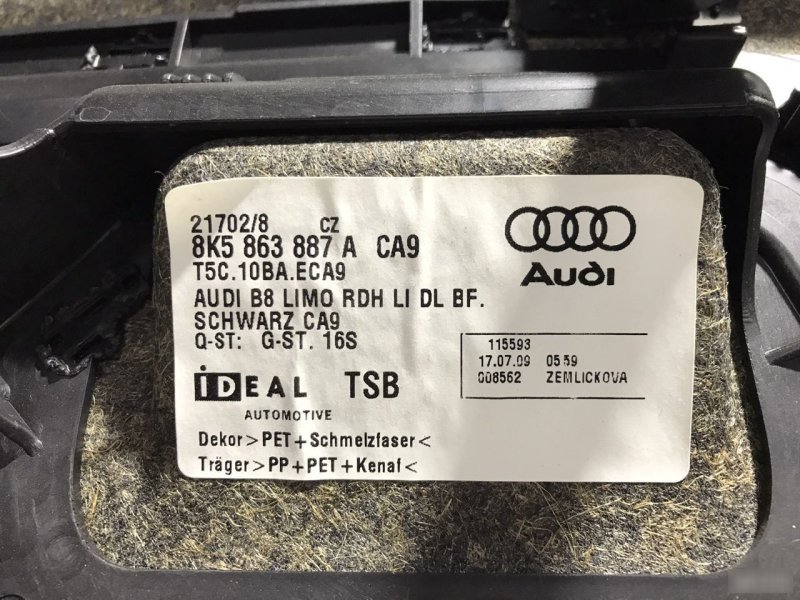 21702/8 CZ
8K5 863 887 A CA9
T5C.10BA.ECA9
AUDI B8 LIMO RDH LI DL BF.
SCHWARZ CA9
Q-ST: G-ST. 16S
Audi
115593
17.07.09 05:59
008562 ZEMLICKOVA
IDEAL TSB
AUTOMOTIVE
Dekor>PET+Schmelzfaser<
Träger>PP+PET+Kenaf<